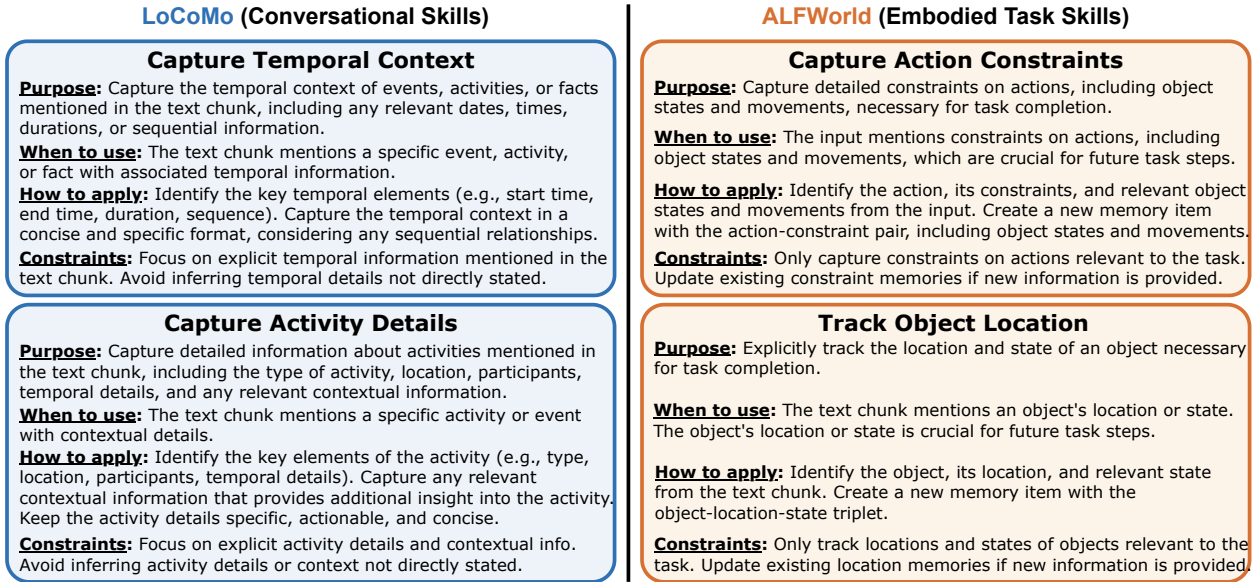 LoCoMo (Conversational Skills)
Capture Temporal Context
Purpose: Capture the temporal context of events, activities, or facts
mentioned in the text chunk, including any relevant dates, times,
durations, or sequential information.
When to use: The text chunk mentions a specific event, activity,
or fact with associated temporal information.
How to apply: Identify the key temporal elements (e.g., start time,
end time, duration, sequence). Capture the temporal context in a
concise and specific format, considering any sequential relationships.
Constraints: Focus on explicit temporal information mentioned in the
text chunk. Avoid inferring temporal details not directly stated.
Capture Activity Details
Purpose: Capture detailed information about activities mentioned in
the text chunk, including the type of activity, location, participants,
temporal details, and any relevant contextual information.
When to use: The text chunk mentions a specific activity or event
with contextual details.
How to apply: Identify the key elements of the activity (e.g., type,
location, participants, temporal details). Capture any relevant
contextual information that provides additional insight into the activity.
Keep the activity details specific, actionable, and concise.
Constraints: Focus on explicit activity details and contextual info.
Avoid inferring activity details or context not directly stated.
ALFWorld (Embodied Task Skills)
Capture Action Constraints
Purpose: Capture detailed constraints on actions, including object
states and movements, necessary for task completion.
When to use: The input mentions constraints on actions, including
object states and movements, which are crucial for future task steps.
How to apply: Identify the action, its constraints, and relevant object
states and movements from the input. Create a new memory item
with the action-constraint pair, including object states and movements.
Constraints: Only capture constraints on actions relevant to the task.
Update existing constraint memories if new information is provided.
Track Object Location
Purpose: Explicitly track the location and state of an object necessary
for task completion.
When to use: The text chunk mentions an object's location or state.
The object's location or state is crucial for future task steps.
How to apply: Identify the object, its location, and relevant state
from the text chunk. Create a new memory item with the
object-location-state triplet.
Constraints: Only track locations and states of objects relevant to the
task. Update existing location memories if new information is provided.